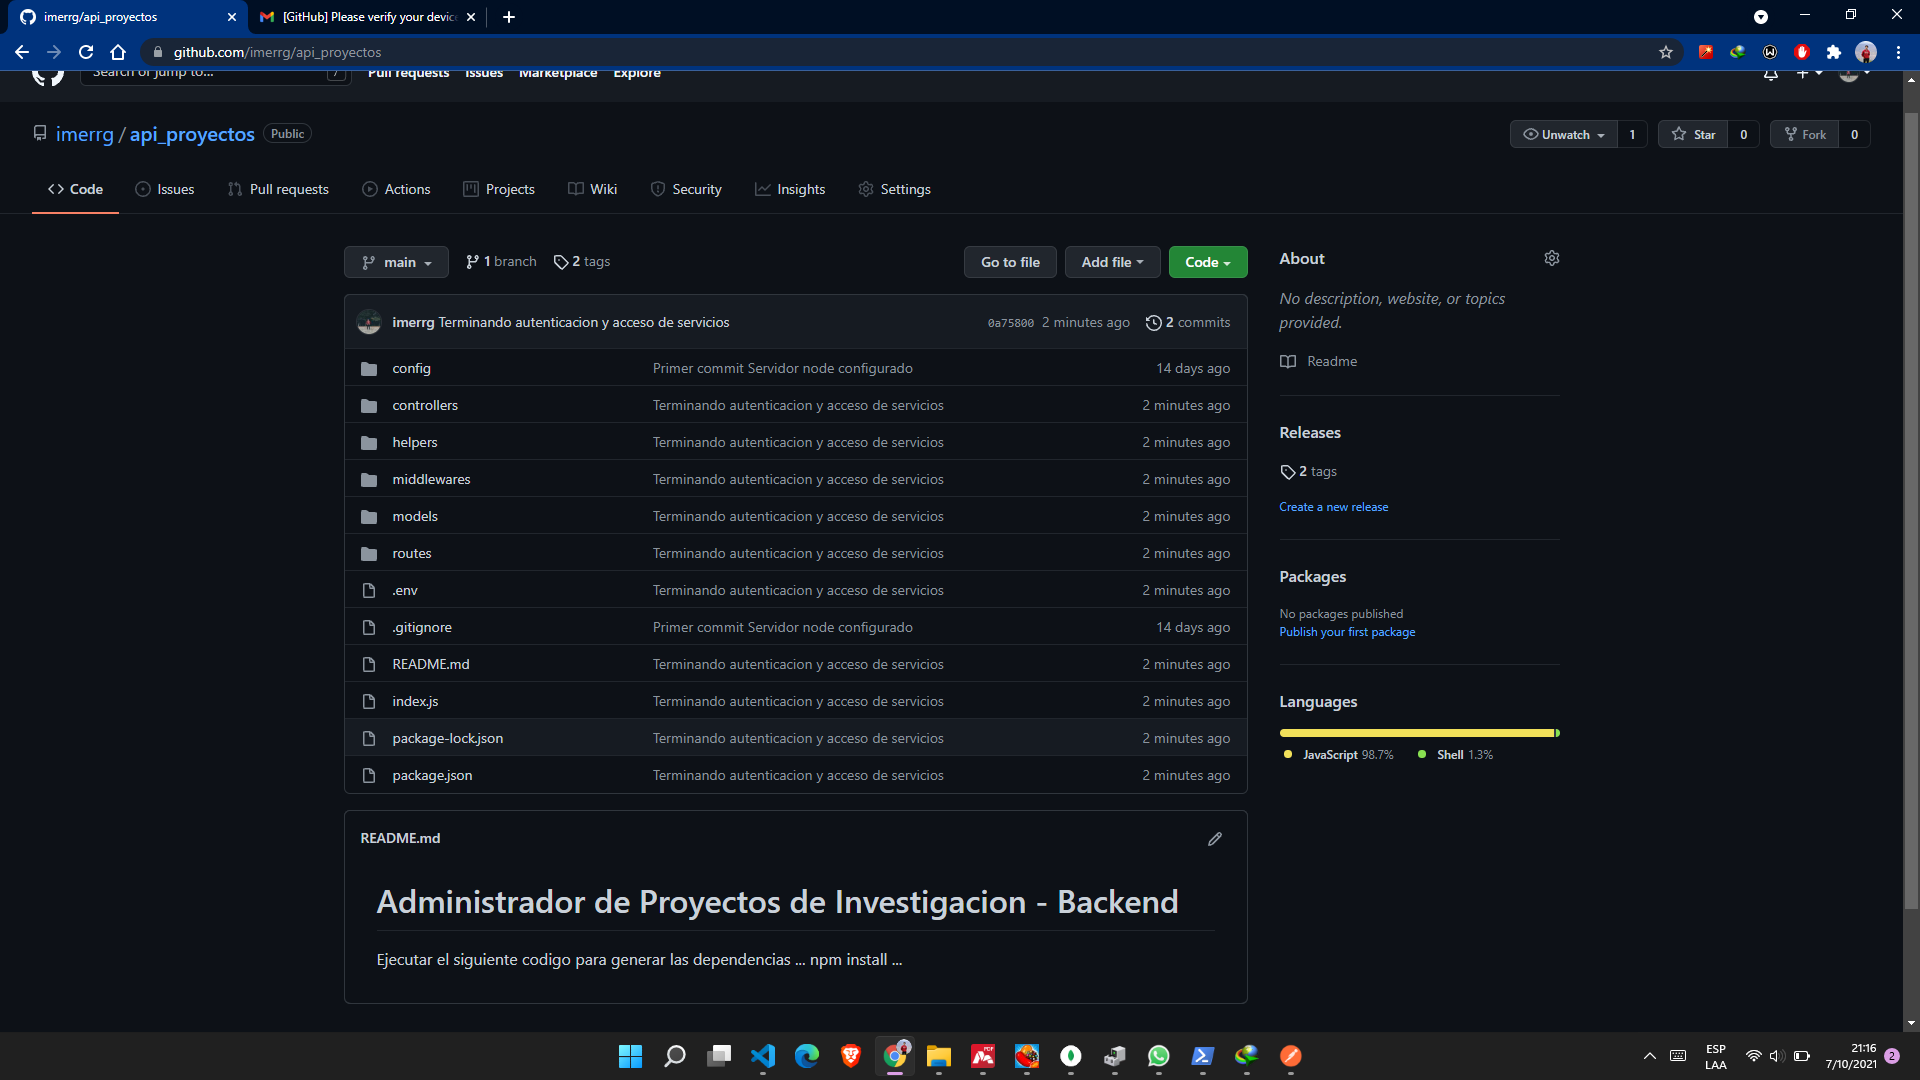 imerrg/api_proyectos
[GitHub] Please verify your device
github.com/imerrg/api_proyectos
Search or jump to...
/
Pull requests Issues Marketplace Explore
imerrg / api_proyectos Public
Unwatch 1 Star 0 Fork 0
Code Issues Pull requests Actions Projects Wiki Security Insights Settings
main 1 branch 2 tags Go to file Add file Code
imerrg Terminando autenticacion y acceso de servicios 0a75800 2 minutes ago 2 commits
config Primer commit Servidor node configurado 14 days ago
controllers Terminando autenticacion y acceso de servicios 2 minutes ago
helpers Terminando autenticacion y acceso de servicios 2 minutes ago
middlewares Terminando autenticacion y acceso de servicios 2 minutes ago
models Terminando autenticacion y acceso de servicios 2 minutes ago
routes Terminando autenticacion y acceso de servicios 2 minutes ago
.env Terminando autenticacion y acceso de servicios 2 minutes ago
.gitignore Primer commit Servidor node configurado 14 days ago
README.md Terminando autenticacion y acceso de servicios 2 minutes ago
index.js Terminando autenticacion y acceso de servicios 2 minutes ago
package-lock.json Terminando autenticacion y acceso de servicios 2 minutes ago
package.json Terminando autenticacion y acceso de servicios 2 minutes ago
README.md
Administrador de Proyectos de Investigacion - Backend
Ejecutar el siguiente codigo para generar las dependencias ... npm install ...
About
No description, website, or topics
provided.
Readme
Releases
2 tags
Create a new release
Packages
No packages published
Publish your first package
Languages
JavaScript 98.7% Shell 1.3%
PDF
ESP
LAA
21:16
7/10/2021
2